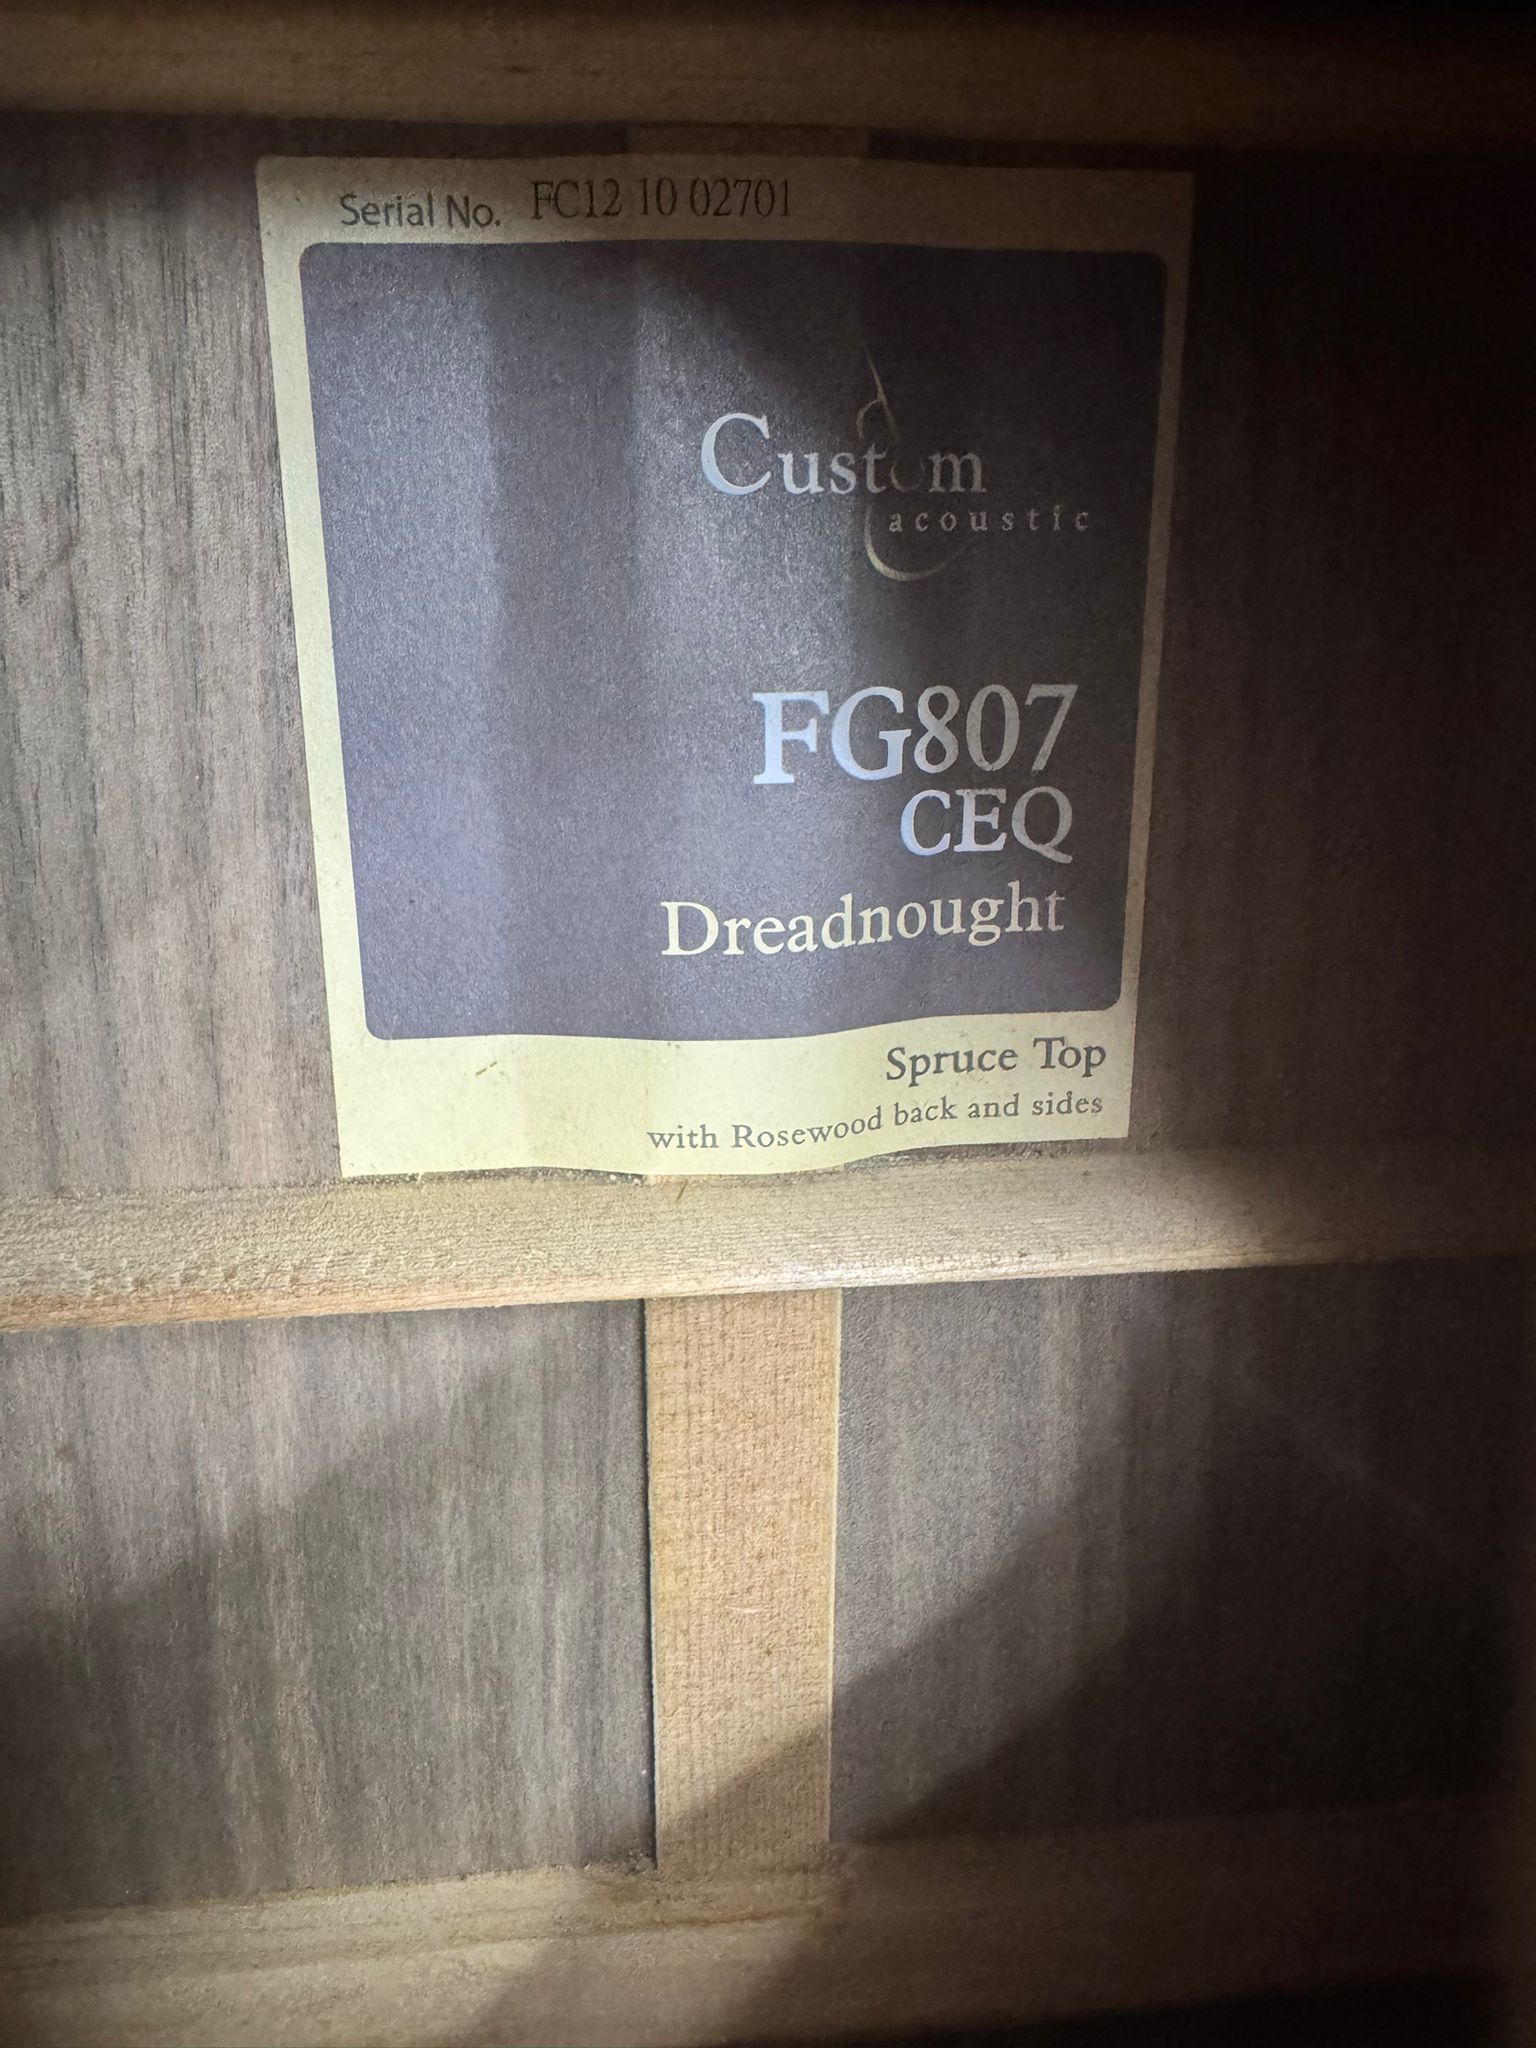 Serial No. FC12 10 02701
Custom
acoustic
FG807
CEQ
Dreadnought
Spruce Top
with Rosewood back and sides